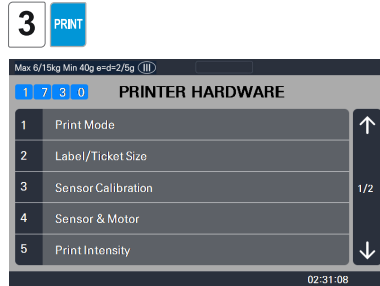 3 PRINT
Max 6/15kg Min 40g e=d=2/5g III
1 7 3 0 PRINTER HARDWARE
1 Print Mode
2 Label/Ticket Size
3 Sensor Calibration
1/2
4 Sensor & Motor
5 Print Intensity
02:31:08